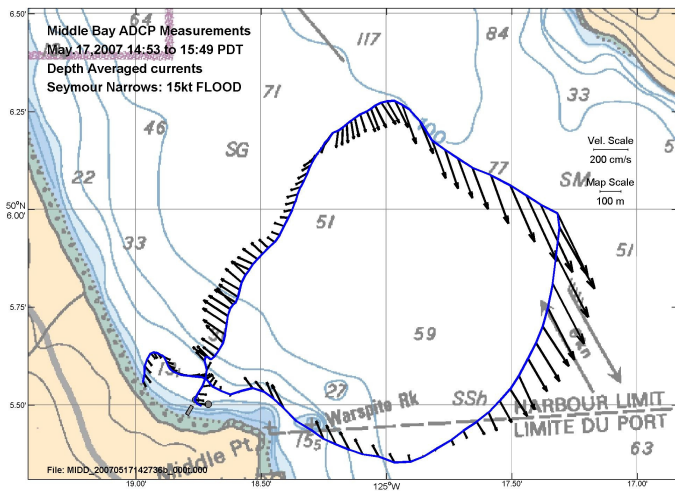 6.50'
64
Middle Bay ADCP Measurements
May 17,2007 14:53 to 15:49 PDT
Depth Averaged currents
Seymour Narrows: 15kt FLOOD
117
84
71
33
6.25'
46
100
SG
Vel. Scale
200 cm/s
77
22
SM
Map Scale
100 m
50°N
6.00'
51
33
51
5.75'
59
13
27
SSh
5.50'
Warspite Rk
HARBOUR LIMIT
LIMITE DU PORT
15₅
63
Middle Pt.
File: MIDD_20070517142736b_000f.000
19.00'
18.50'
125°W
17.50'
17.00'